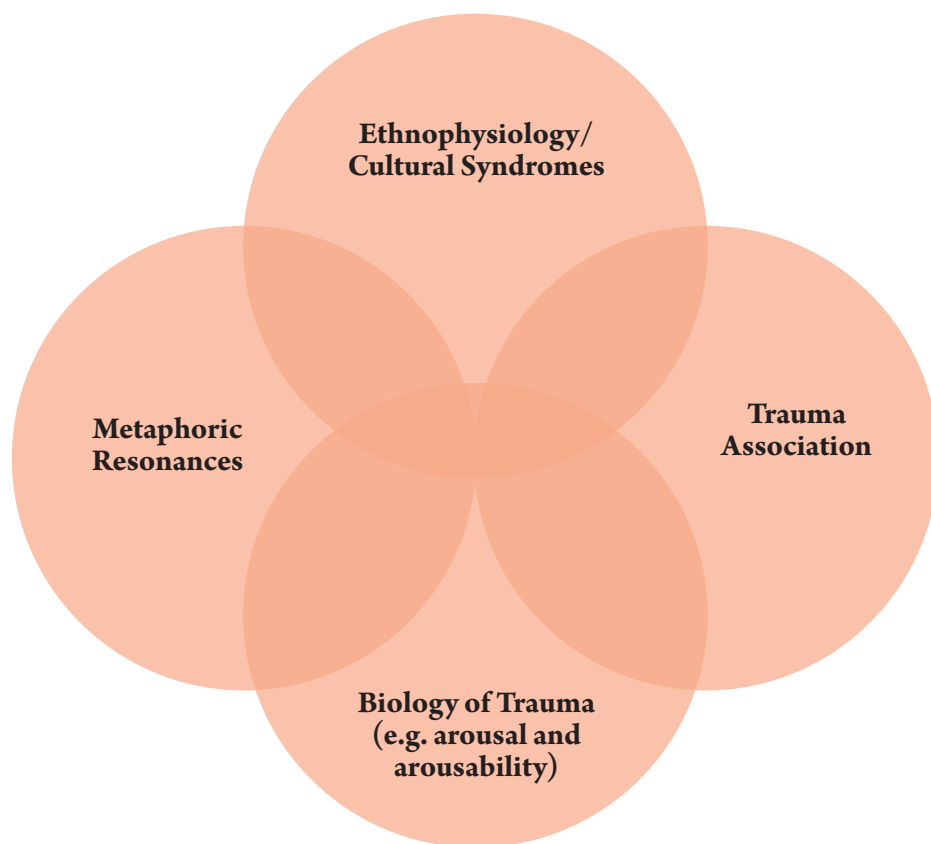 Ethnophysiology/
Cultural Syndromes
Metaphoric
Resonances
Trauma
Association
Biology of Trauma
(e.g. arousal and
arousability)